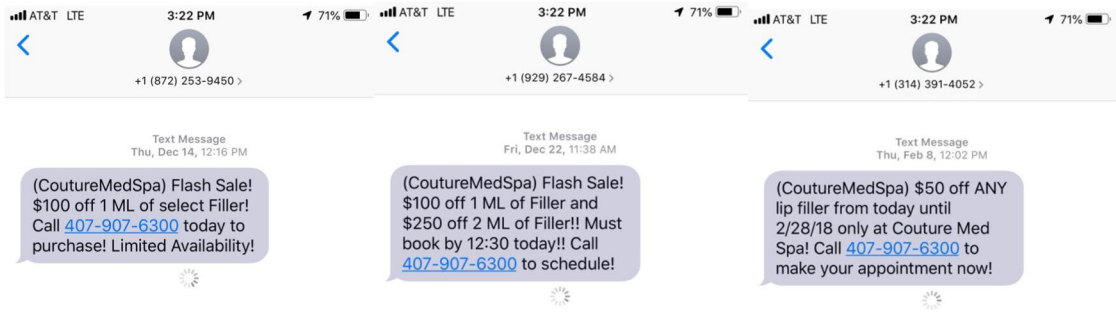 AT&T LTE 3:22 PM 71%
+1 (872) 253-9450 >
Text Message
Thu, Dec 14, 12:16 PM
(CoutureMedSpa) Flash Sale!
$100 off 1 ML of select Filler!
Call 407-907-6300 today to
purchase! Limited Availability!
AT&T LTE 3:22 PM 71%
+1 (929) 267-4584 >
Text Message
Fri, Dec 22, 11:38 AM
(CoutureMedSpa) Flash Sale!
$100 off 1 ML of Filler and
$250 off 2 ML of Filler!! Must
book by 12:30 today!! Call
407-907-6300 to schedule!
AT&T LTE 3:22 PM 71%
+1 (314) 391-4052 >
Text Message
Thu, Feb 8, 12:02 PM
(CoutureMedSpa) $50 off ANY
lip filler from today until
2/28/18 only at Couture Med
Spa! Call 407-907-6300 to
make your appointment now!